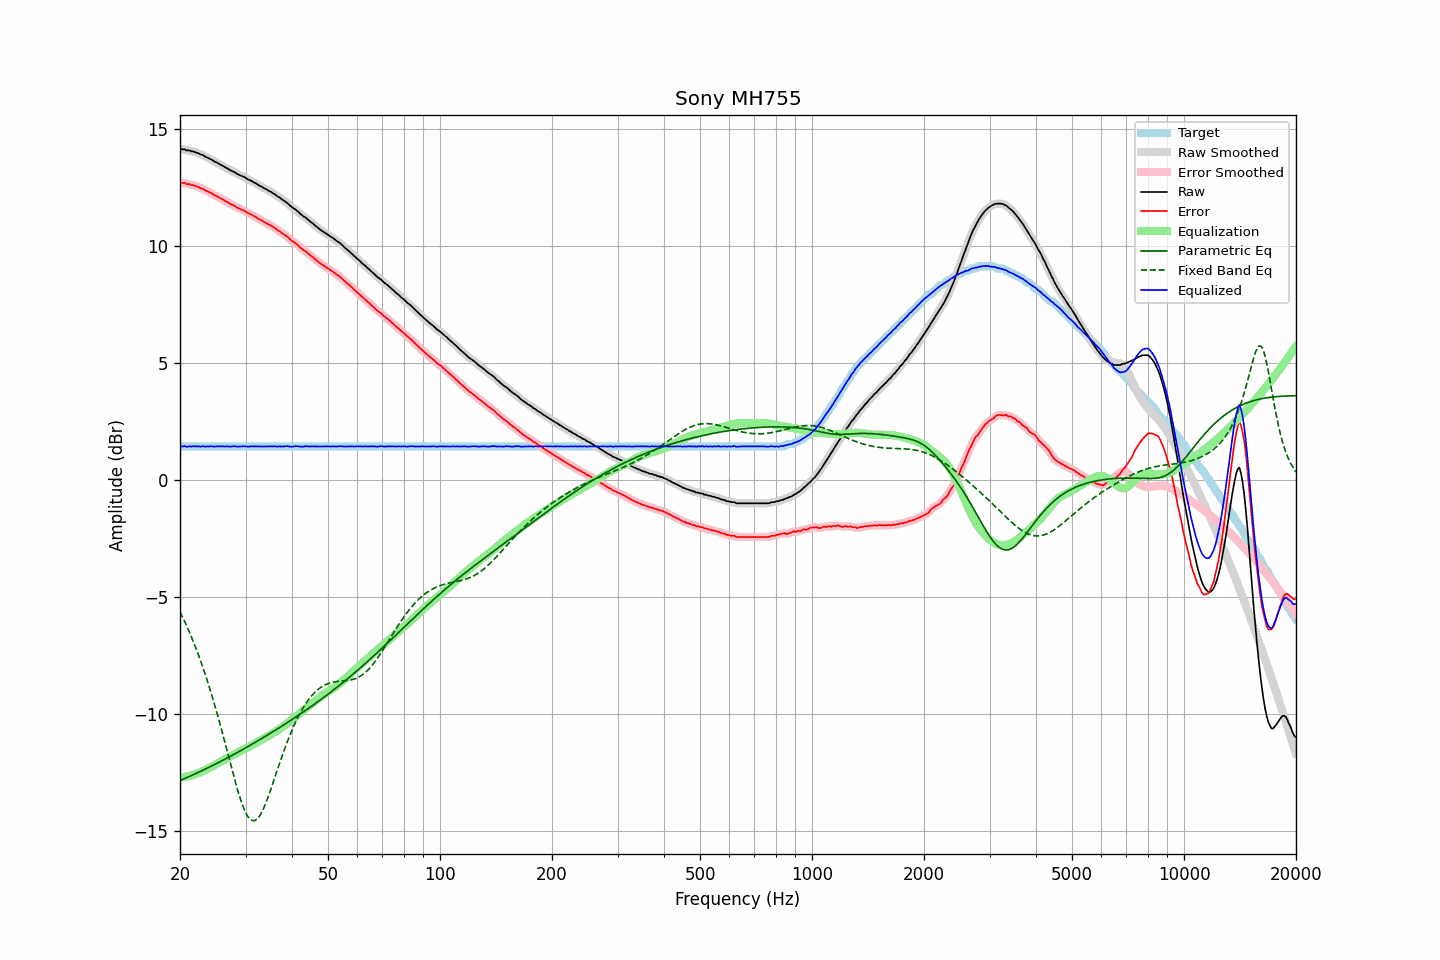 Sony MH755
Amplitude (dBr)
15
10
5
0
−5
−10
−15
Target
Raw Smoothed
Error Smoothed
Raw
Error
Equalization
Parametric Eq
Fixed Band Eq
Equalized
20 50 100 200 500 1000 2000 5000 10000 20000
Frequency (Hz)